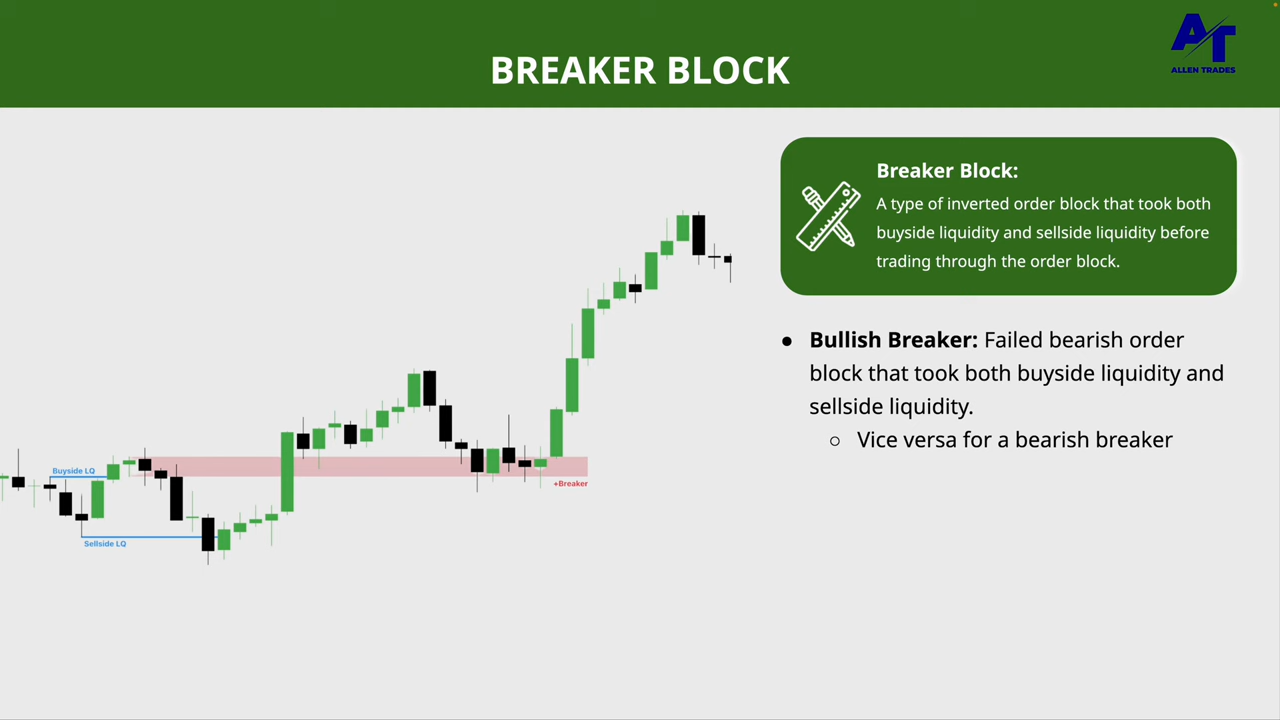 AT
ALLEN TRADES
BREAKER BLOCK
Breaker Block:
A type of inverted order block that took both
buyside liquidity and sellside liquidity before
trading through the order block.
● Bullish Breaker: Failed bearish order
block that took both buyside liquidity and
sellside liquidity.
○ Vice versa for a bearish breaker
Buyside LQ
+Breaker
Sellside LQ